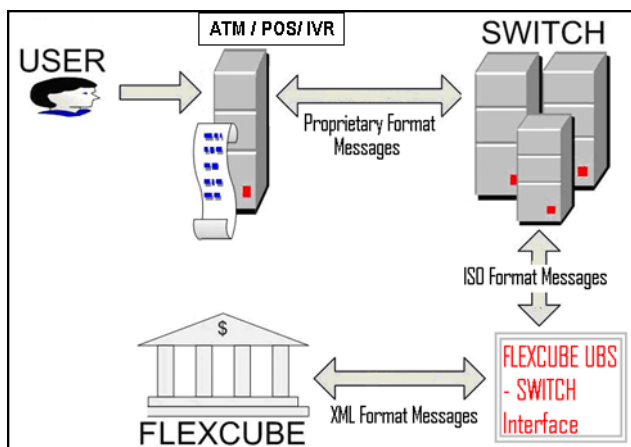 ATM / POS/ IVR
USER
SWITCH
Proprietary Format
Messages
ISO Format Messages
$
FLEXCUBE UBS
- SWITCH
Interface
XML Format Messages
FLEXCUBE